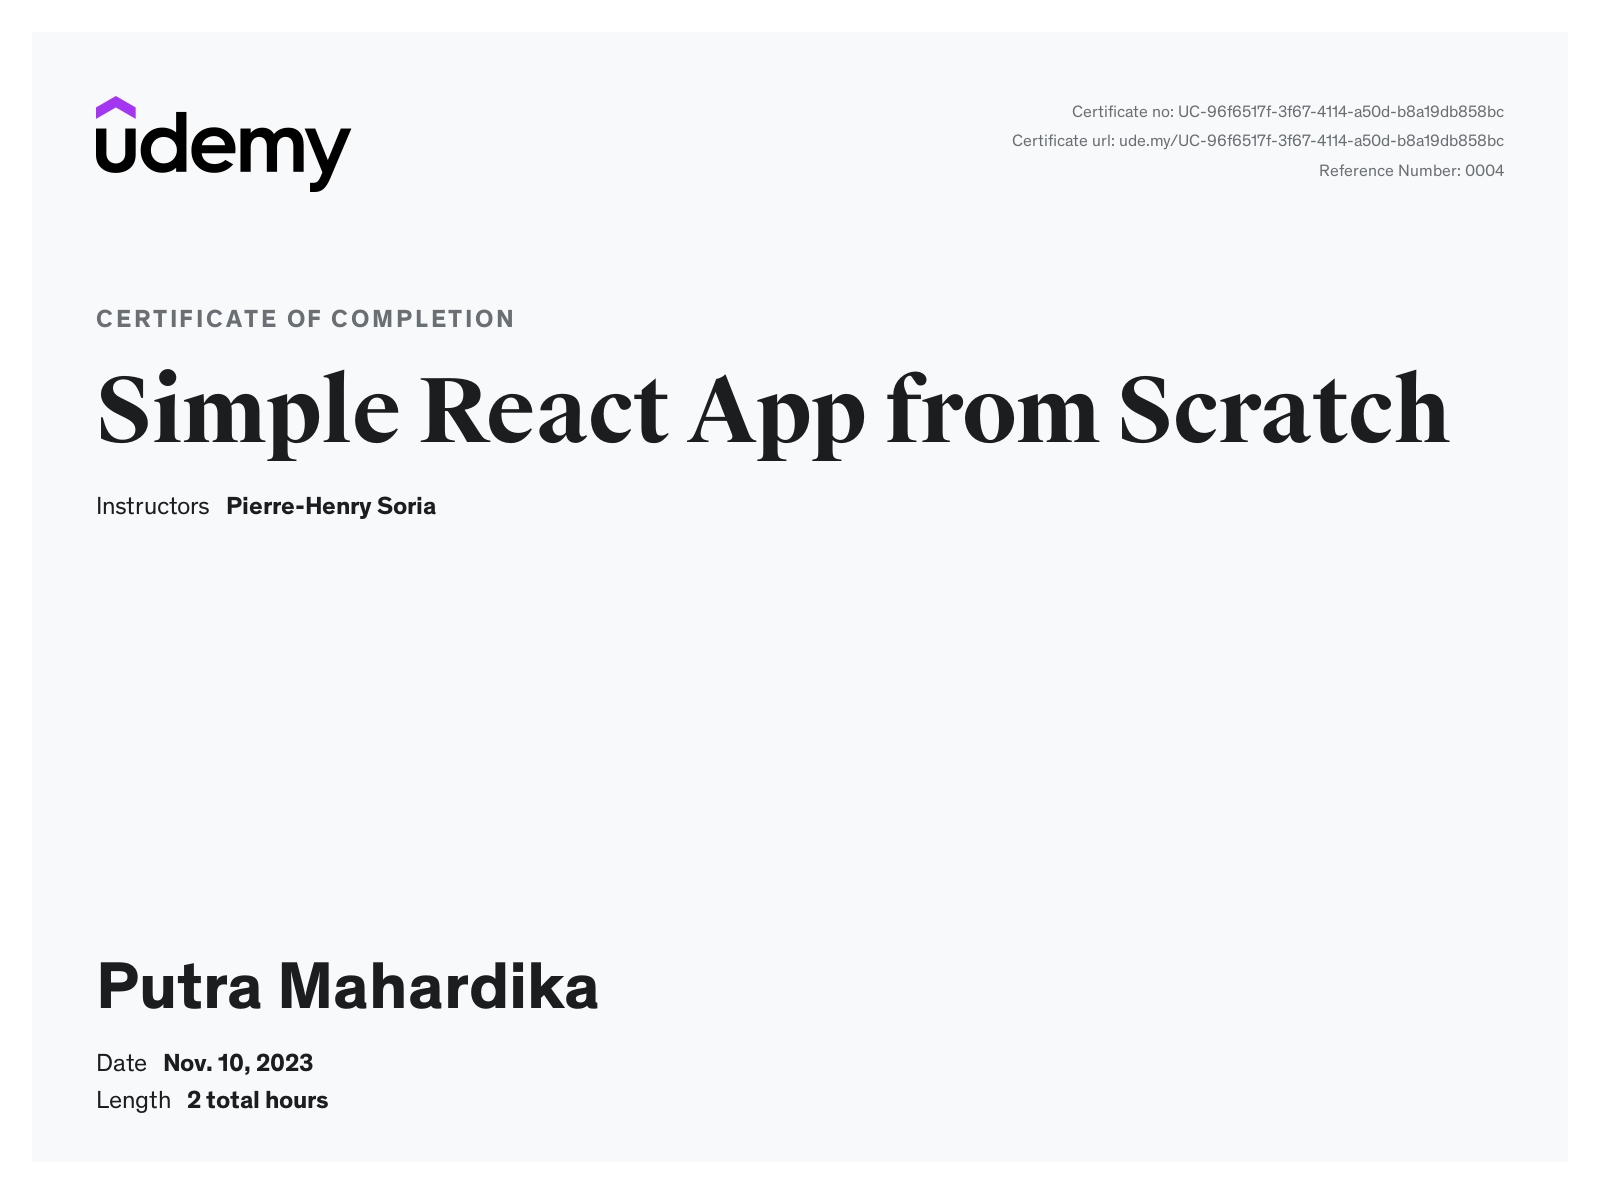 udemy
Certificate no: UC-96f6517f-3f67-4114-a50d-b8a19db858bc
Certificate url: ude.my/UC-96f6517f-3f67-4114-a50d-b8a19db858bc
Reference Number: 0004
CERTIFICATE OF COMPLETION
Simple React App from Scratch
Instructors Pierre-Henry Soria
Putra Mahardika
Date Nov. 10, 2023
Length 2 total hours